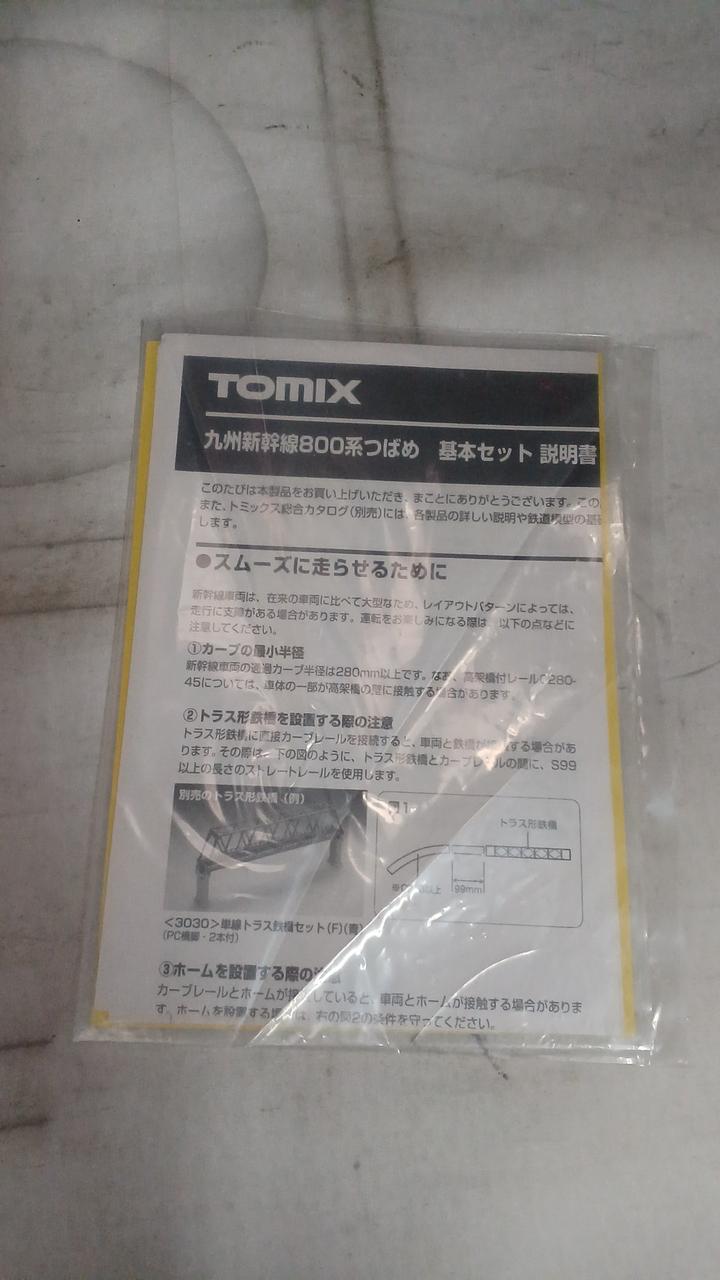 TOMIX
九州新幹線800系つばめ　基本セット 説明書
このたびは本製品をお買い上げいただき、まことにありがとうございます。この
また、トミックス総合カタログ(別売)には、各製品の詳しい説明や鉄道模型の基
します。
●スムーズに走らせるために
新幹線車両は、在来の車両に比べて大型なため、レイアウトパターンによっては、
走行に支障がある場合があります。運転をお楽しみになる際は、以下の点などに
注意してください。
①カーブの最小半径
新幹線車両の通過カーブ半径は280mm以上です。なお、高架橋付レールC280-
45については、車体の一部が高架橋の壁に接触する場合があります。
②トラス形鉄橋を設置する際の注意
トラス形鉄橋に直接カーブレールを接続すると、車両と鉄橋が接触する場合があ
ります。その際は、下の図のように、トラス形鉄橋とカーブレールの間に、S99
以上の長さのストレートレールを使用します。
別売のトラス形鉄橋（例）
図1
トラス形鉄橋
以上
99mm
<3030>単線トラス鉄橋セット(F)(青)
(PC橋脚・2本付)
③ホームを設置する際の注意
カーブレールとホームが接していると、車両とホームが接触する場合がありま
す。ホームを設置する場合は、右の図2の条件を守ってください。